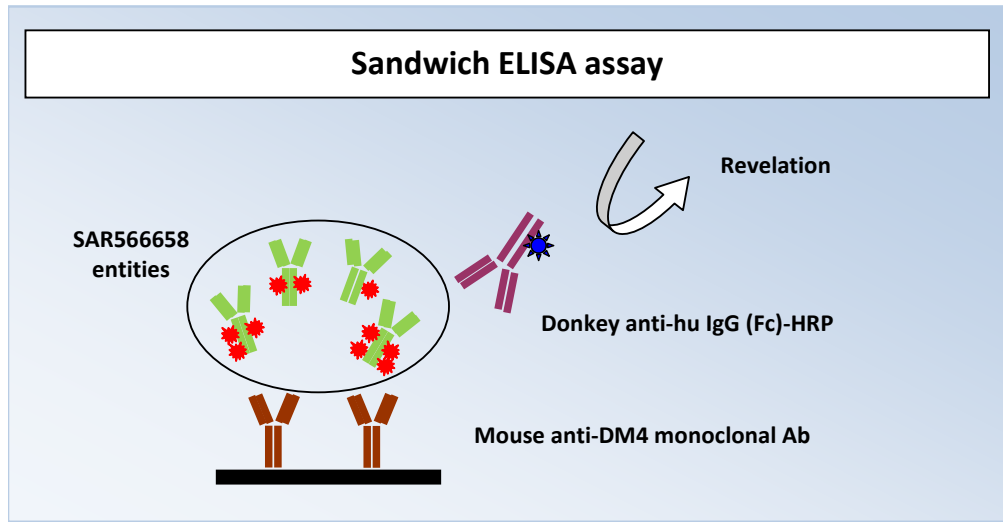 Sandwich ELISA assay
Revelation
SAR566658
entities
Donkey anti-hu IgG (Fc)-HRP
Mouse anti-DM4 monoclonal Ab